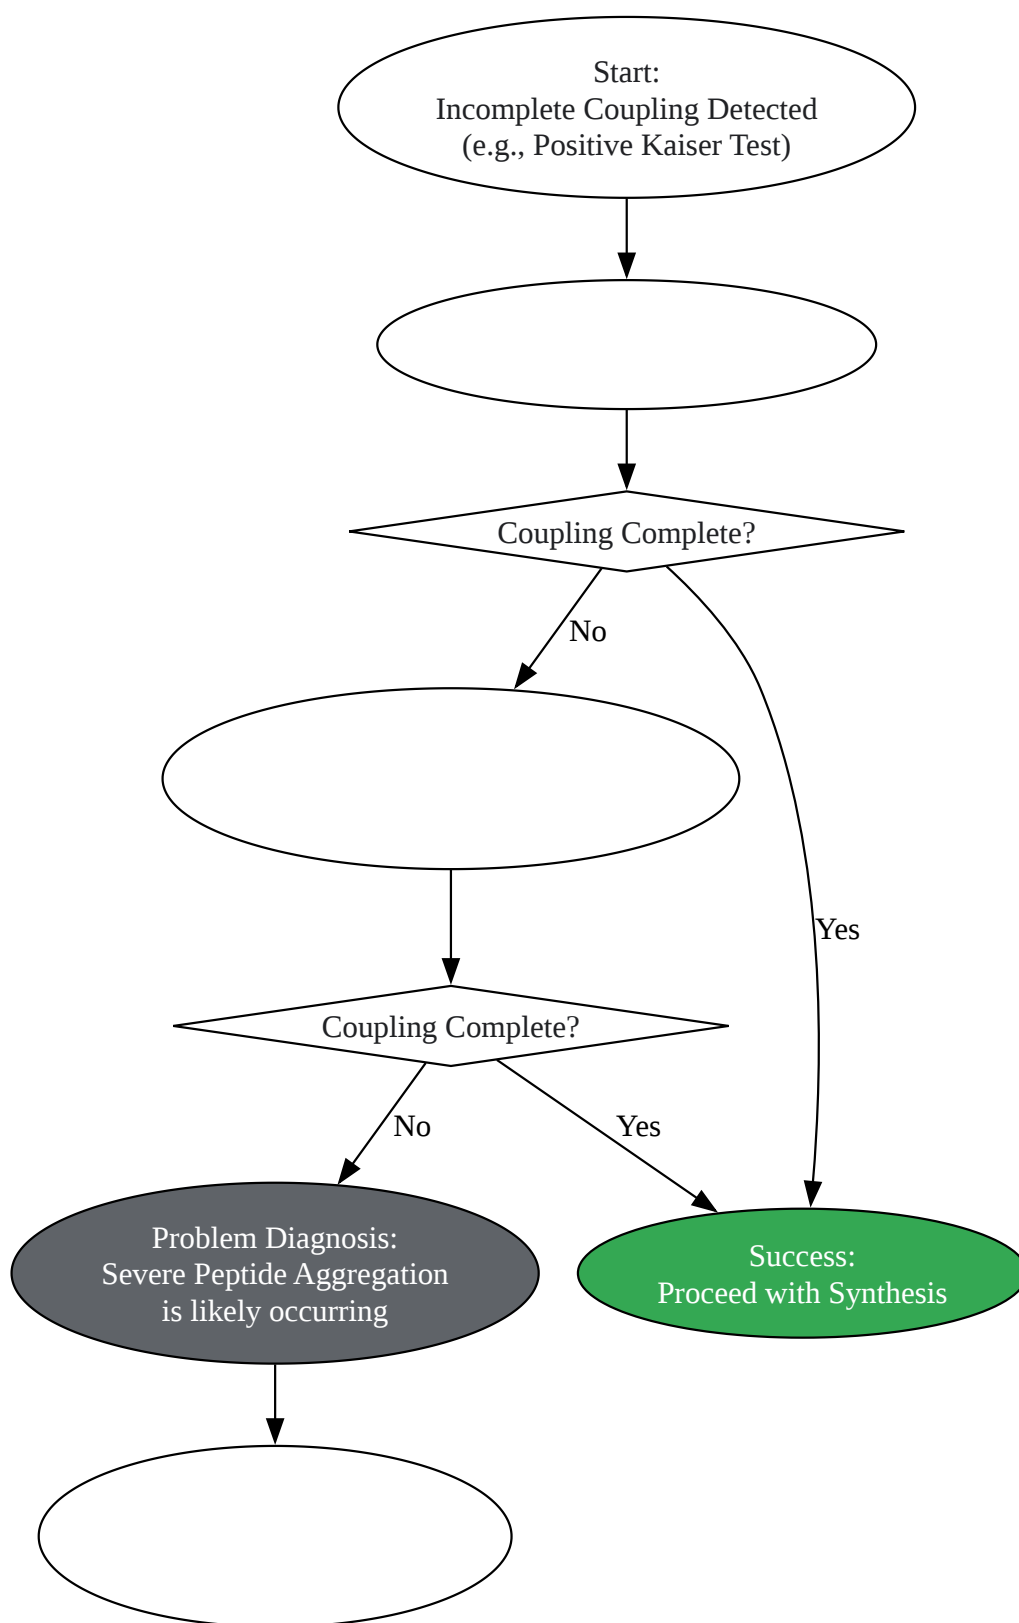 Start:
Incomplete Coupling Detected
(e.g., Positive Kaiser Test)
Coupling Complete?
No
Yes
Coupling Complete?
No
Yes
Problem Diagnosis:
Severe Peptide Aggregation
is likely occurring
Success:
Proceed with Synthesis